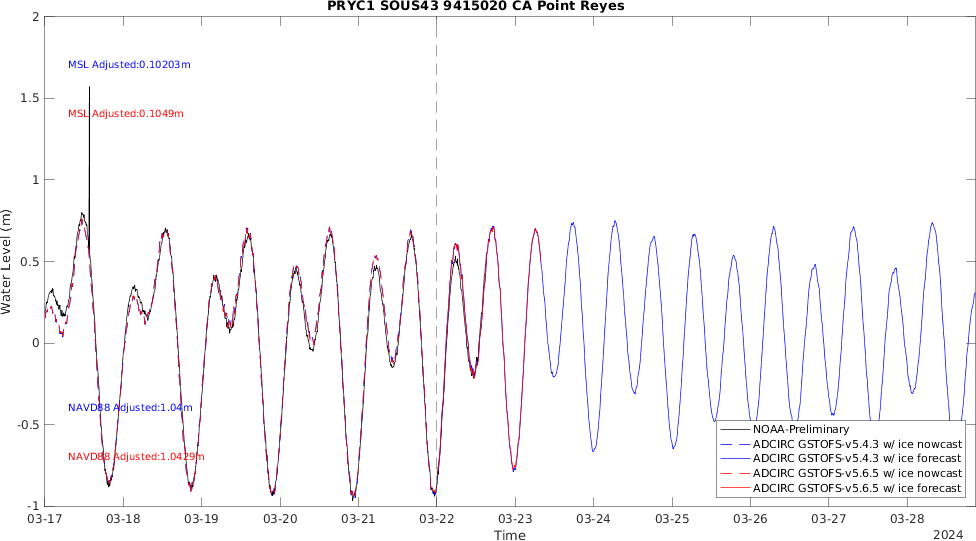 PRYC1 SOUS43 9415020 CA Point Reyes
2
1.5
1
0.5
0
-0.5
-1
Water Level (m)
MSL Adjusted:0.10203m
MSL Adjusted:0.1049m
NAVD88 Adjusted:1.04m
NAVD88 Adjusted:1.0429m
NOAA-Preliminary
ADCIRC GSTOFS-v5.4.3 w/ ice nowcast
ADCIRC GSTOFS-v5.4.3 w/ ice forecast
ADCIRC GSTOFS-v5.6.5 w/ ice nowcast
ADCIRC GSTOFS-v5.6.5 w/ ice forecast
03-17 03-18 03-19 03-20 03-21 03-22 03-23 03-24 03-25 03-26 03-27 03-28
Time
2024